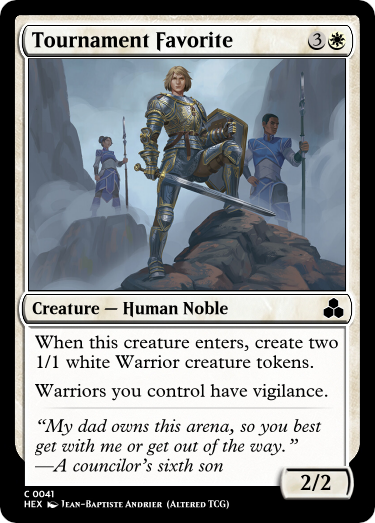 Tournament Favorite 3
Creature — Human Noble
When this creature enters, create two
1/1 white Warrior creature tokens.
Warriors you control have vigilance.
“My dad owns this arena, so you best
get with me or get out of the way.”
—A councilor’s sixth son
2/2
C 0041
HEX Jean-Baptiste Andrier (Altered TCG)